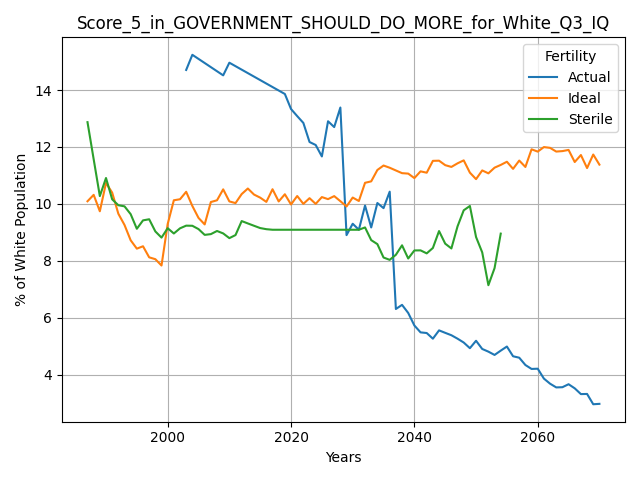 Score_5_in_GOVERNMENT_SHOULD_DO_MORE_for_White_Q3_IQ
Fertility
Actual
Ideal
Sterile
% of White Population
14
12
10
8
6
4
2000
2020
2040
2060
Years